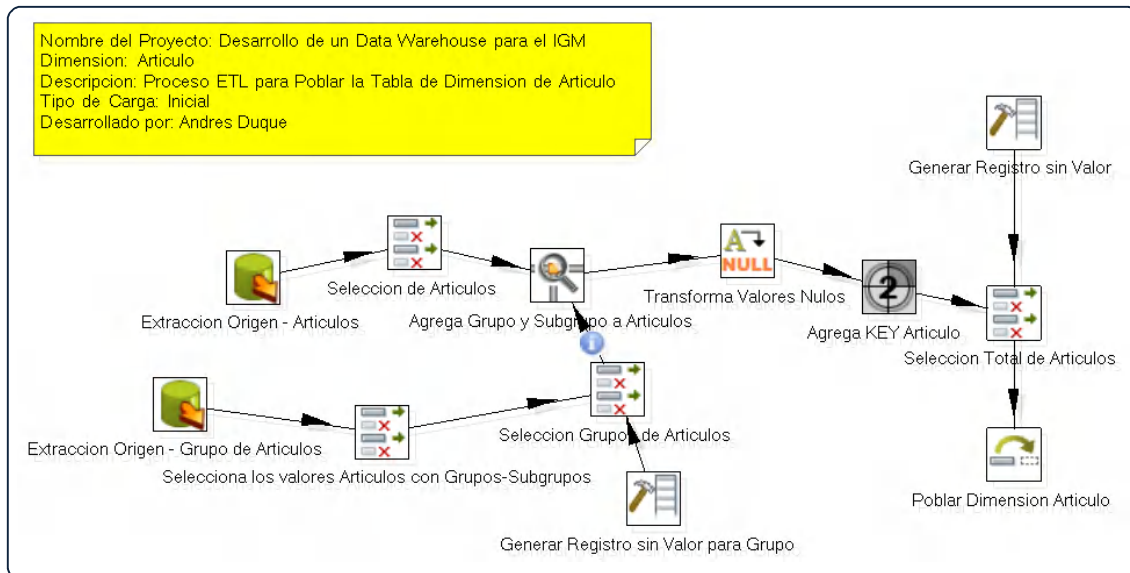 Nombre del Proyecto: Desarrollo de un Data Warehouse para el IGM
Dimension: Articulo
Descripcion: Proceso ETL para Poblar la Tabla de Dimension de Articulo
Tipo de Carga: Inicial
Desarrollado por: Andres Duque
Generar Registro sin Valor
Seleccion de Articulos
NULL
Transforma Valores Nulos
Extraccion Origen - Articulos
Agrega Grupo y Subgrupo a Articulos
2
Agrega KEY Articulo
Seleccion Total de Articulos
Extraccion Origen - Grupo de Articulos
Seleccion Grupos de Articulos
Selecciona los valores Articulos con Grupos-Subgrupos
Poblar Dimension Articulo
Generar Registro sin Valor para Grupo